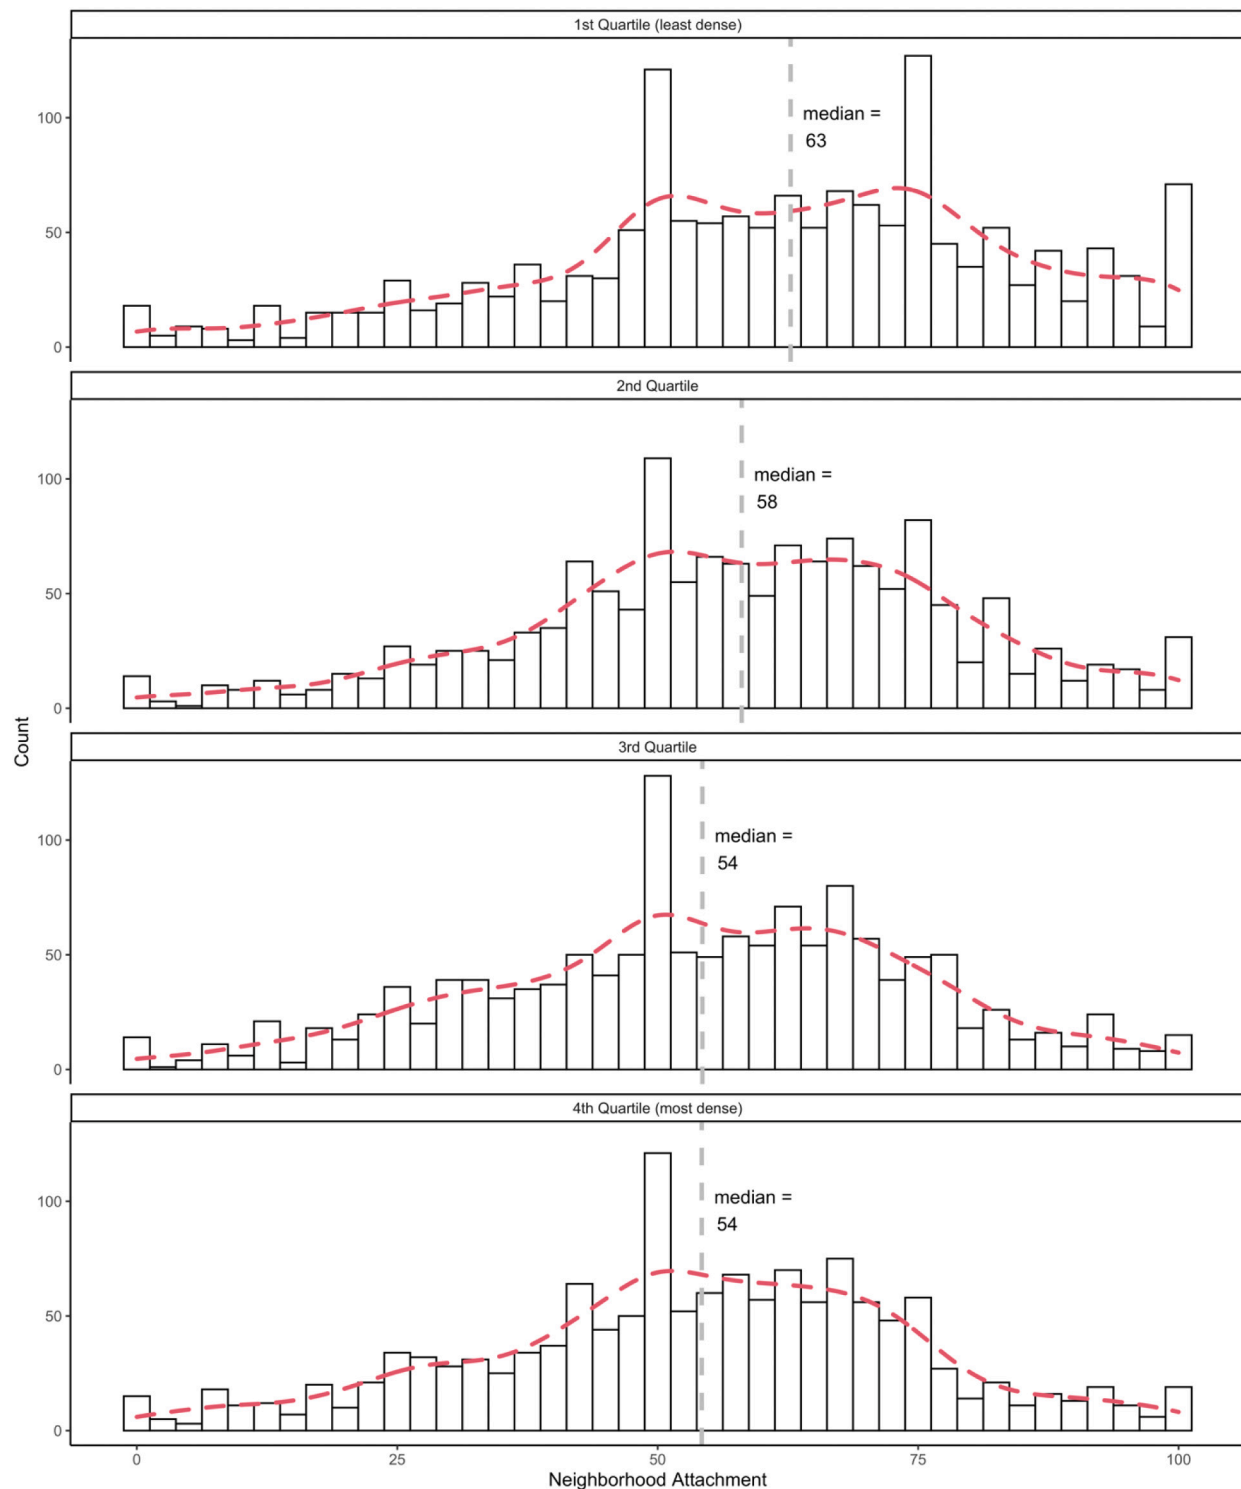 1st Quartile (least dense)
100
50
0
median =
63
2nd Quartile
100
50
0
median =
58
Count
3rd Quartile
100
50
0
median =
54
4th Quartile (most dense)
100
50
0
median =
54
0 25 50 75 100
Neighborhood Attachment